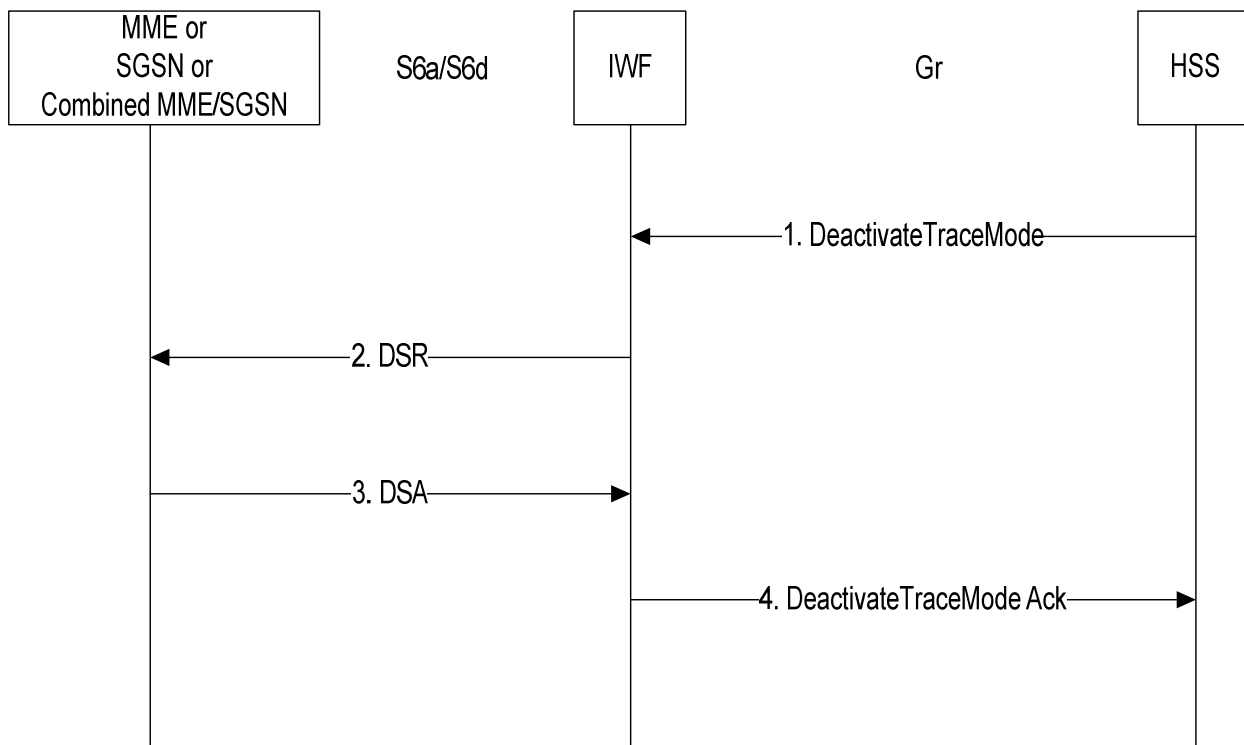 MME or
SGSN or
Combined MME/SGSN
S6a/S6d
IWF
Gr
HSS
1. DeactivateTraceMode
2. DSR
3. DSA
4. DeactivateTraceMode Ack